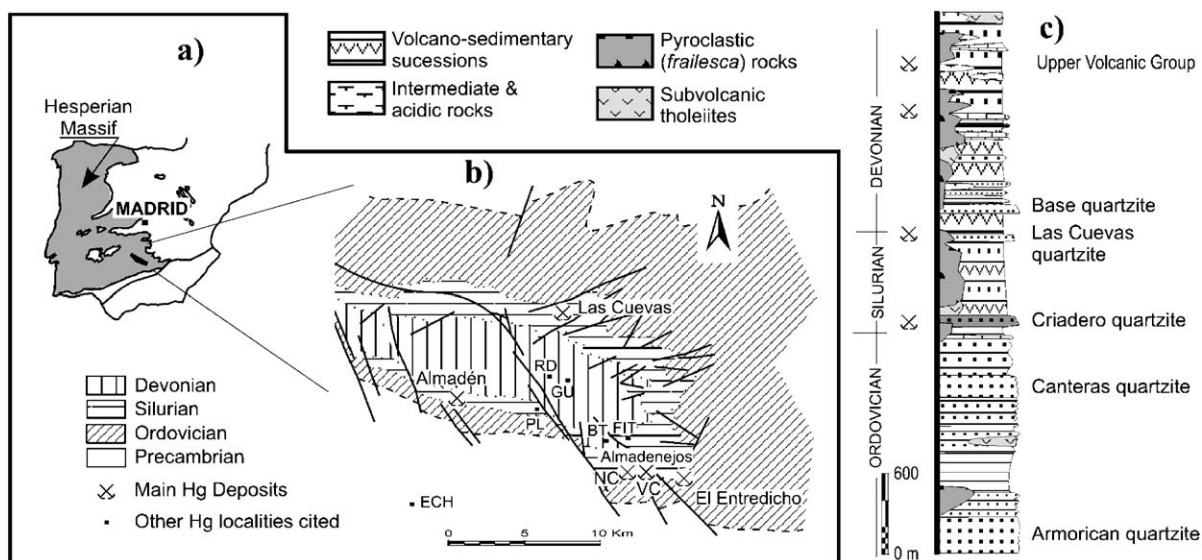 a)
Hesperian
Massif
MADRID
Volcano-sedimentary
sucessions
Intermediate &
acidic rocks
Pyroclastic
(frailesca) rocks
Subvolcanic
tholeiites
b)
N
Las Cuevas
RD
GU
Almadén
PL
BT
FIT
Almadenejos
NC
VC
El Entredicho
ECH
0
5
10 Km
Devonian
Silurian
Ordovician
Precambrian
Main Hg Deposits
Other Hg localities cited
c)
DEVONIAN
SILURIAN
ORDOVICIAN
Upper Volcanic Group
Base quartzite
Las Cuevas
quartzite
Criadero quartzite
Canteras quartzite
Armorican quartzite
600
0 m